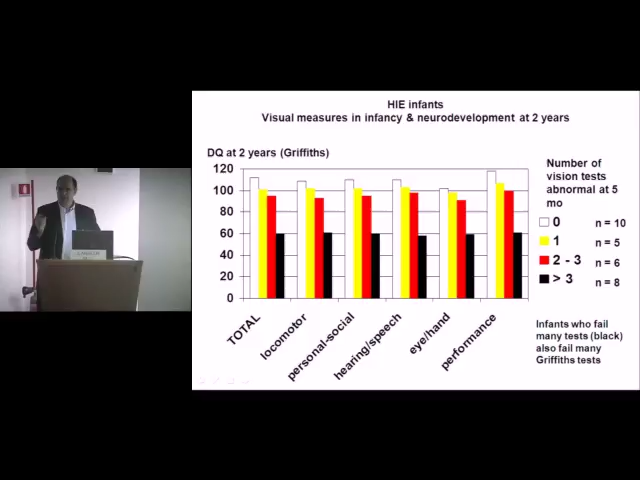 HIE infants
Visual measures in infancy & neurodevelopment at 2 years
DQ at 2 years (Griffiths)
120
100
80
60
40
20
0
TOTAL
locomotor
personal-social
hearing/speech
eye/hand
performance
Number of
vision tests
abnormal at 5
mo
0 n = 10
1 n = 5
2 - 3 n = 6
> 3 n = 8
Infants who fail
many tests (black)
also fail many
Griffiths tests